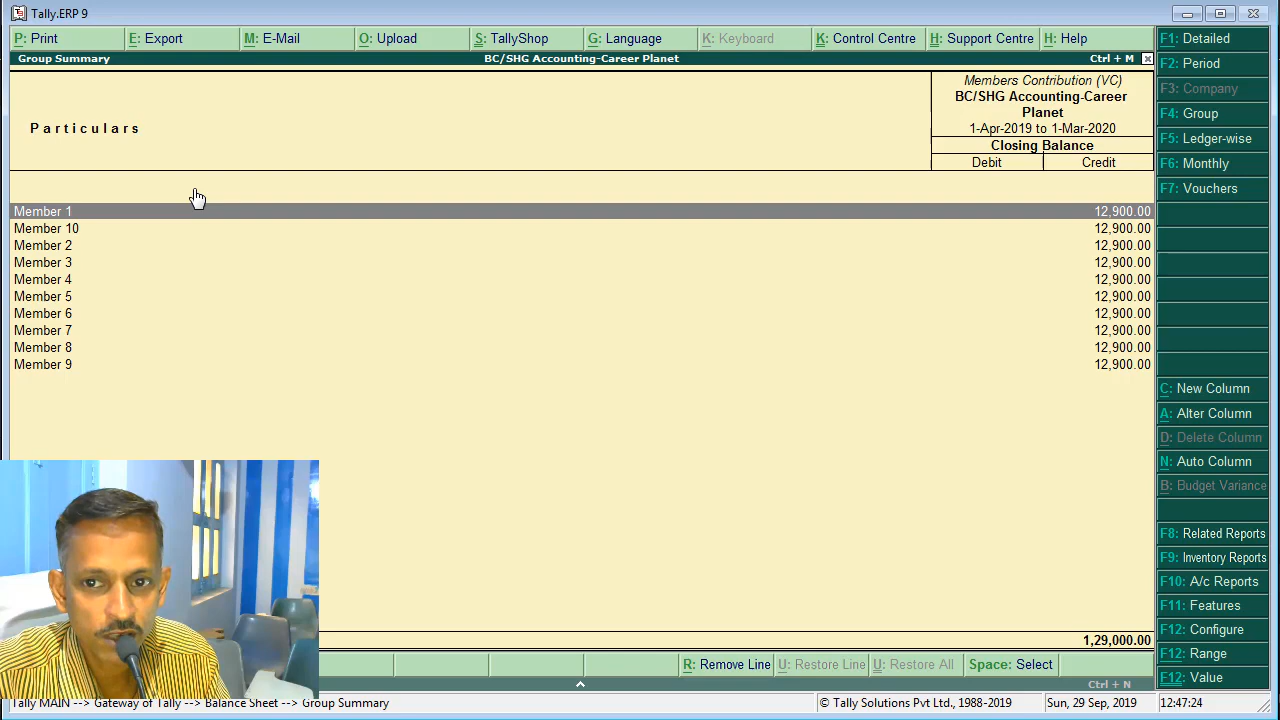 Tally.ERP 9
P: Print
E: Export
M: E-Mail
O: Upload
S: TallyShop
G: Language
K: Keyboard
K: Control Centre
H: Support Centre
H: Help
Group Summary
BC/SHG Accounting-Career Planet
Ctrl + M
Particulars
Members Contribution (VC)
BC/SHG Accounting-Career
Planet
1-Apr-2019 to 1-Mar-2020
Closing Balance
Debit Credit
Member 1 12,900.00
Member 10 12,900.00
Member 2 12,900.00
Member 3 12,900.00
Member 4 12,900.00
Member 5 12,900.00
Member 6 12,900.00
Member 7 12,900.00
Member 8 12,900.00
Member 9 12,900.00
1,29,000.00
F1: Detailed
F2: Period
F3: Company
F4: Group
F5: Ledger-wise
F6: Monthly
F7: Vouchers
C: New Column
A: Alter Column
D: Delete Column
N: Auto Column
B: Budget Variance
F8: Related Reports
F9: Inventory Reports
F10: A/c Reports
F11: Features
F12: Configure
F12: Range
F12: Value
R: Remove Line
U: Restore Line
U: Restore All
Space: Select
Ctrl + N
Tally MAIN --> Gateway of Tally --> Balance Sheet --> Group Summary
© Tally Solutions Pvt Ltd., 1988-2019
Sun, 29 Sep, 2019
12:47:24